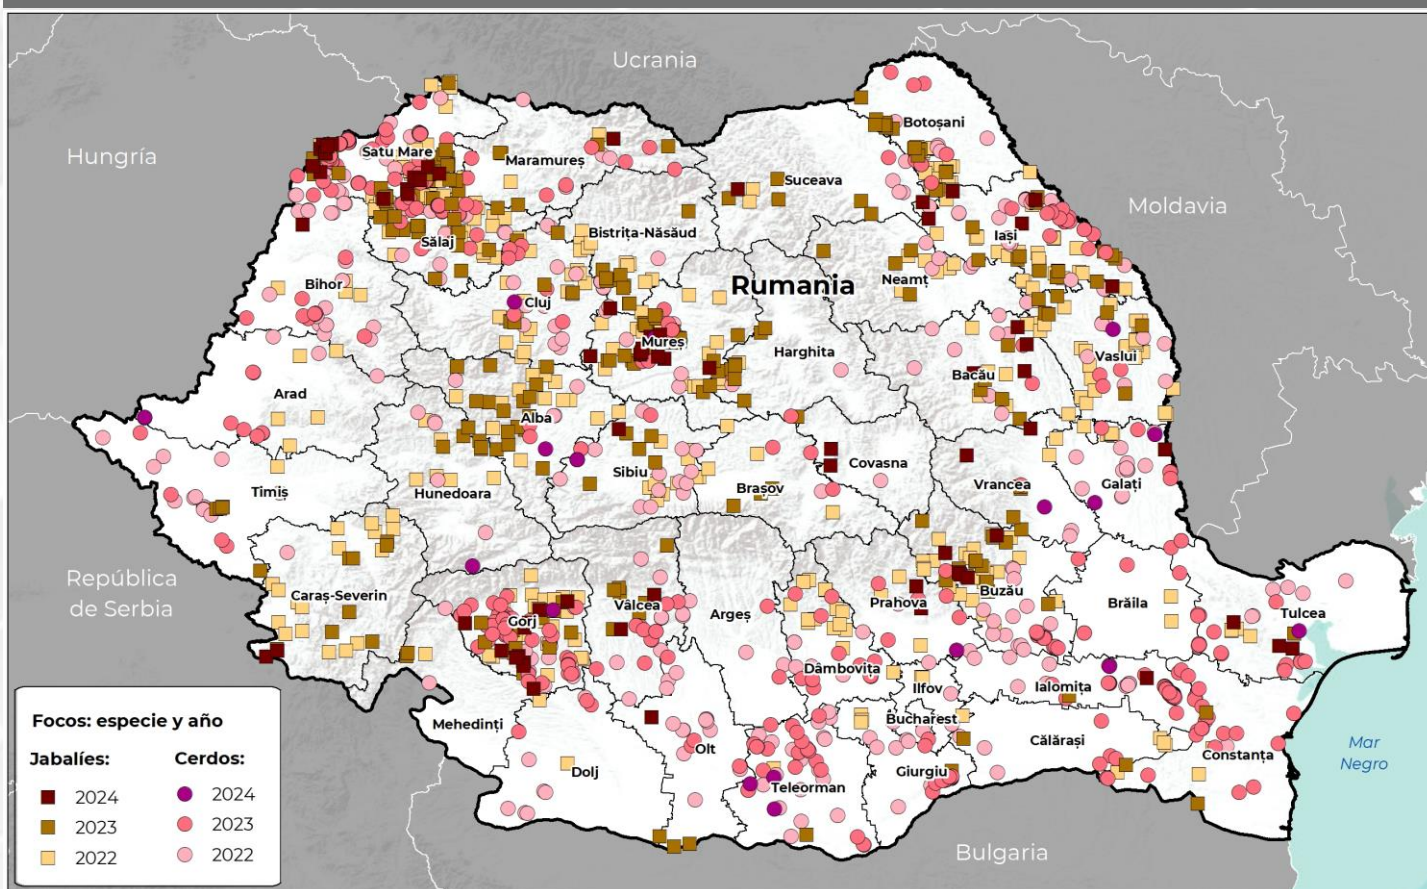 Ucrania
Hungría
Moldavia
Rumania
República
de Serbia
Bulgaria
Mar
Negro
Botoșani
Satu Mare
Maramureș
Suceava
Bistrița-Năsăud
Iași
Sălaj
Neamț
Bihor
Cluj
Mureș
Harghita
Vaslui
Bacău
Arad
Alba
Sibiu
Covasna
Brașov
Vrancea
Galați
Timiș
Hunedoara
Caraș-Severin
Vâlcea
Gorj
Argeș
Prahova
Buzău
Brăila
Tulcea
Dâmbovița
Ilfov
Ialomița
Mehedinți
Bucharest
Călărași
Constanța
Olt
Dolj
Giurgiu
Teleorman
Focos: especie y año
Jabalíes: Cerdos:
2024 2024
2023 2023
2022 2022